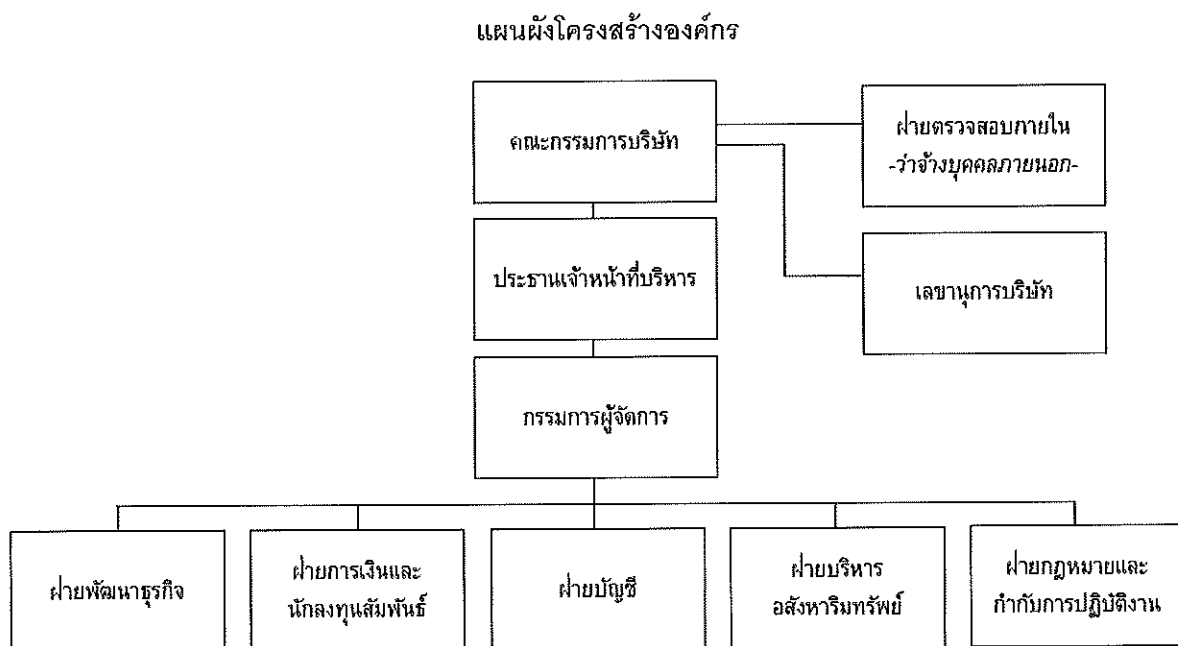 แผนผังโครงสร้างองค์กร
คณะกรรมการบริษัท
ฝ่ายตรวจสอบภายใน
-ว่าจ้างบุคคลภายนอก-
ประธานเจ้าหน้าที่บริหาร
เลขานุการบริษัท
กรรมการผู้จัดการ
ฝ่ายพัฒนาธุรกิจ
ฝ่ายการเงินและ
นักลงทุนสัมพันธ์
ฝ่ายบัญชี
ฝ่ายบริหาร
อสังหาริมทรัพย์
ฝ่ายกฎหมายและ
กำกับการปฏิบัติงาน